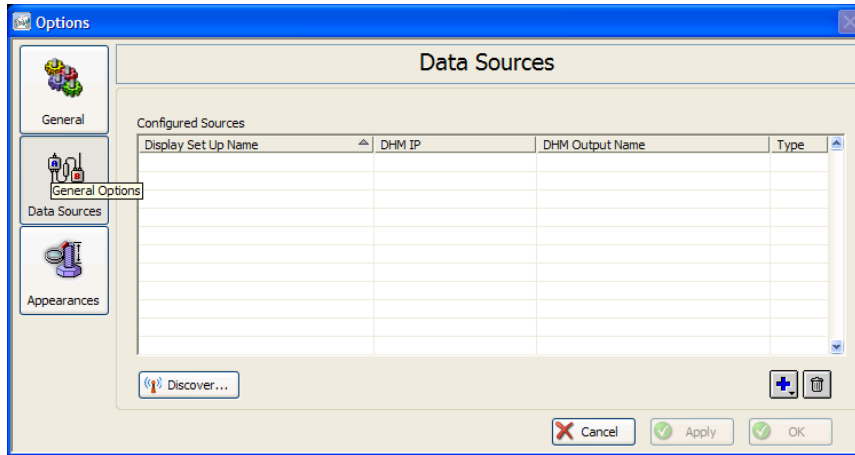 Options
Data Sources
General
Configured Sources
Display Set Up Name DHM IP DHM Output Name Type
General Options
Data Sources
Appearances
Discover...
Cancel Apply OK